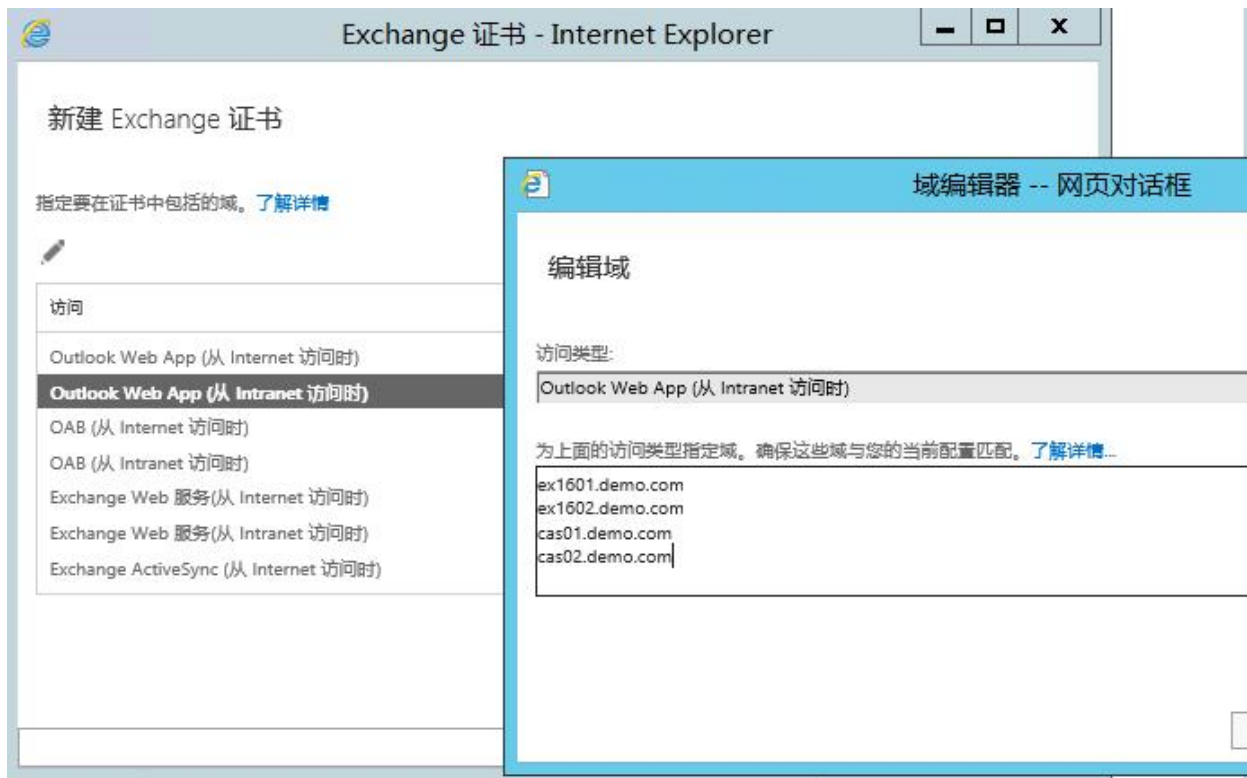 Exchange 证书 - Internet Explorer
新建 Exchange 证书
指定要在证书中包括的域。了解详情
访问
Outlook Web App (从 Internet 访问时)
Outlook Web App (从 Intranet 访问时)
OAB (从 Internet 访问时)
OAB (从 Intranet 访问时)
Exchange Web 服务(从 Internet 访问时)
Exchange Web 服务(从 Intranet 访问时)
Exchange ActiveSync (从 Internet 访问时)
域编辑器 -- 网页对话框
编辑域
访问类型:
Outlook Web App (从 Intranet 访问时)
为上面的访问类型指定域。确保这些域与您的当前配置匹配。了解详情...
ex1601.demo.com
ex1602.demo.com
cas01.demo.com
cas02.demo.com